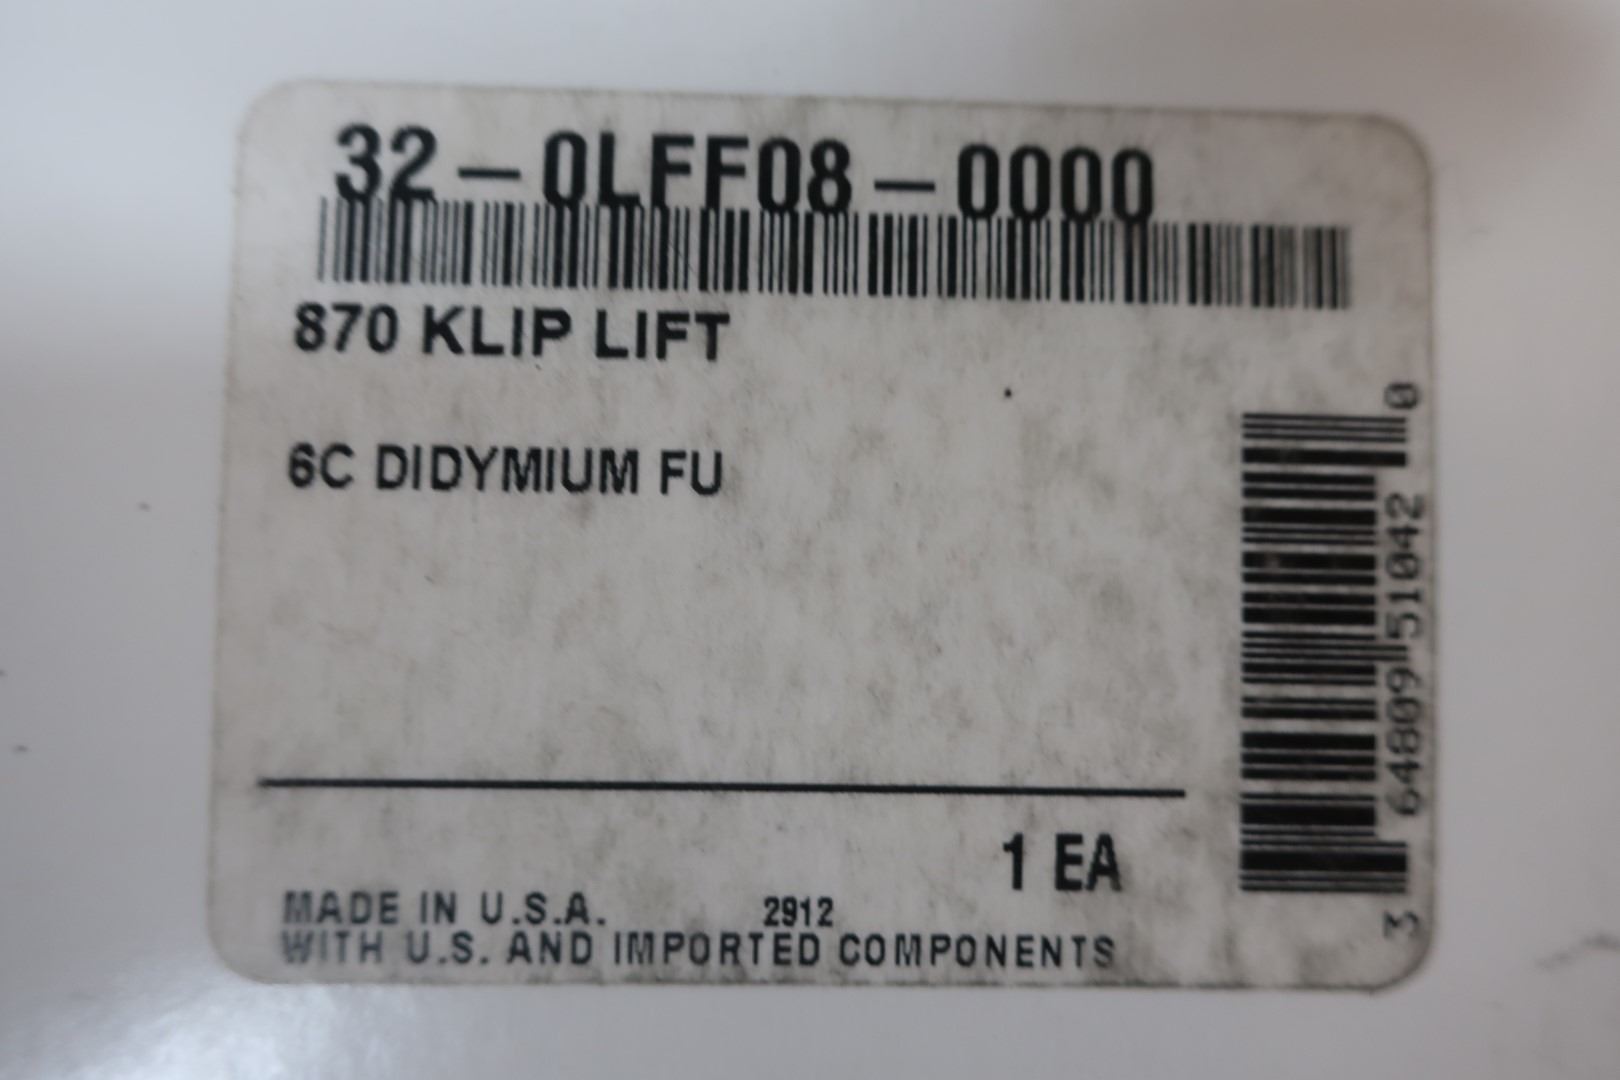 32-0LFF08-0000
870 KLIP LIFT
6C DIDYMIUM FU
1 EA
MADE IN U.S.A. 2912
WITH U.S. AND IMPORTED COMPONENTS
3 64809 51042 0